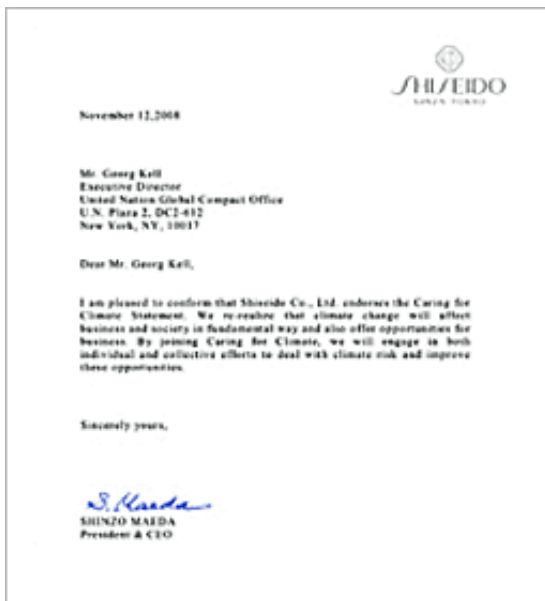 SHISEIDO
GINZA TOKYO
November 12,2008
Mr. Georg Kell
Executive Director
United Nation Global Compact Office
U.N. Plaza 2, DC2-612
New York, NY, 10017
Dear Mr. Georg Kell,
I am pleased to conform that Shiseido Co., Ltd. endorses the Caring for
Climate Statement. We re-realize that climate change will affect
business and society in fundamental way and also offer opportunities for
business. By joining Caring for Climate, we will engage in both
individual and collective efforts to deal with climate risk and improve
these opportunities.
Sincerely yours,
S. Maeda
SHINZO MAEDA
President & CEO